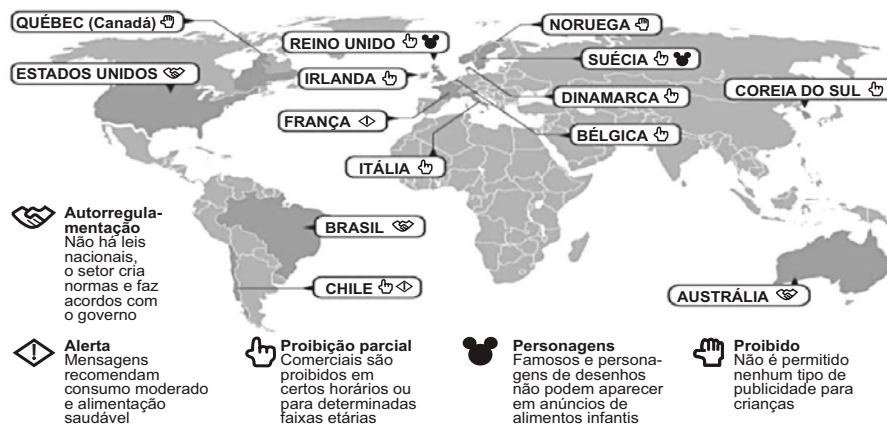 QUÉBEC (Canadá)
NORUEGA
REINO UNIDO
SUÉCIA
ESTADOS UNIDOS
IRLANDA
DINAMARCA
COREIA DO SUL
FRANÇA
BÉLGICA
ITÁLIA
BRASIL
CHILE
AUSTRÁLIA
Autorregula-
mentação
Não há leis
nacionais,
o setor cria
normas e faz
acordos com
o governo
Alerta
Mensagens
recomendam
consumo moderado
e alimentação
saudável
Proibição parcial
Comerciais são
proibidos em
certos horários ou
para determinadas
faixas etárias
Personagens
Famosos e persona-
gens de desenhos
não podem aparecer
em anúncios de
alimentos infantis
Proibido
Não é permitido
nenhum tipo de
publicidade para
crianças